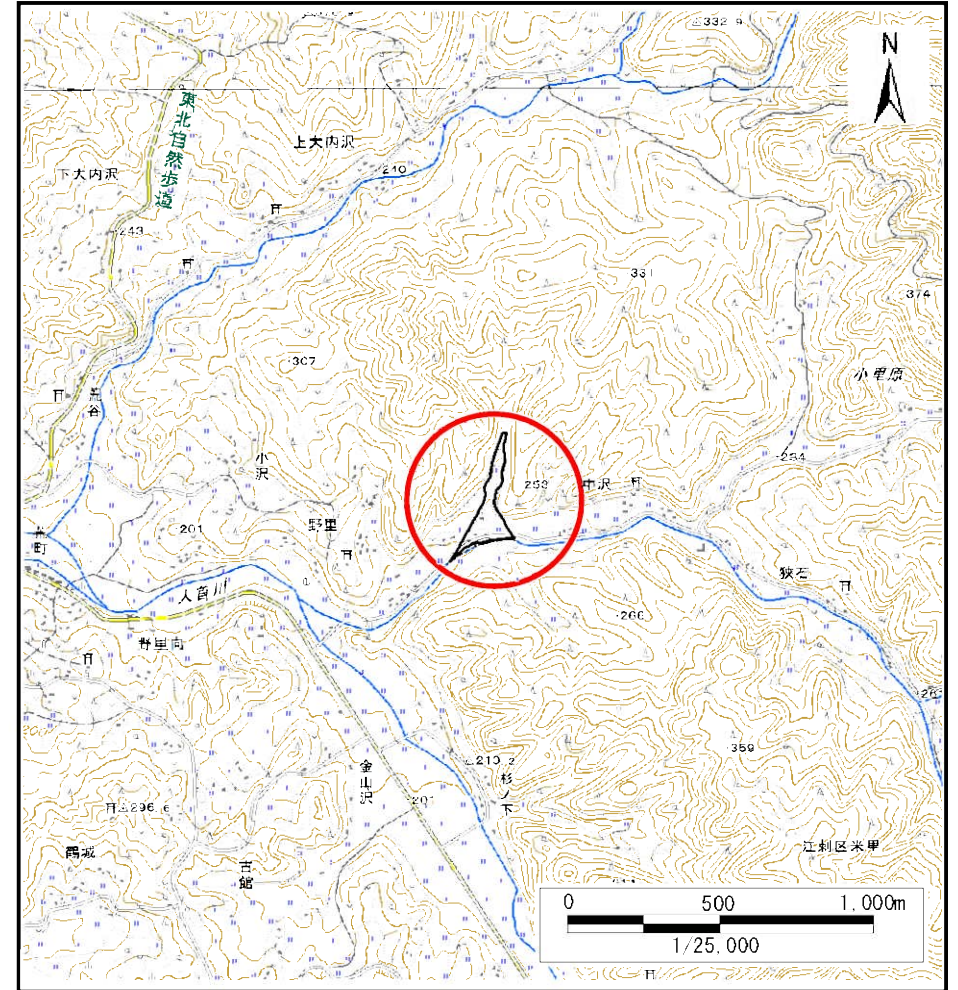 332.9
N
東北自然歩道
上大内沢
下大内沢
240
243
331
374
307
小里原
荒谷
小沢
253
中沢
234
201
野里
狭石
人首川
266
野里向
359
210.2
杉ノ下
金山沢
201
296.6
鶴城
古館
江刺区米里
0 500 1,000m
1/25,000